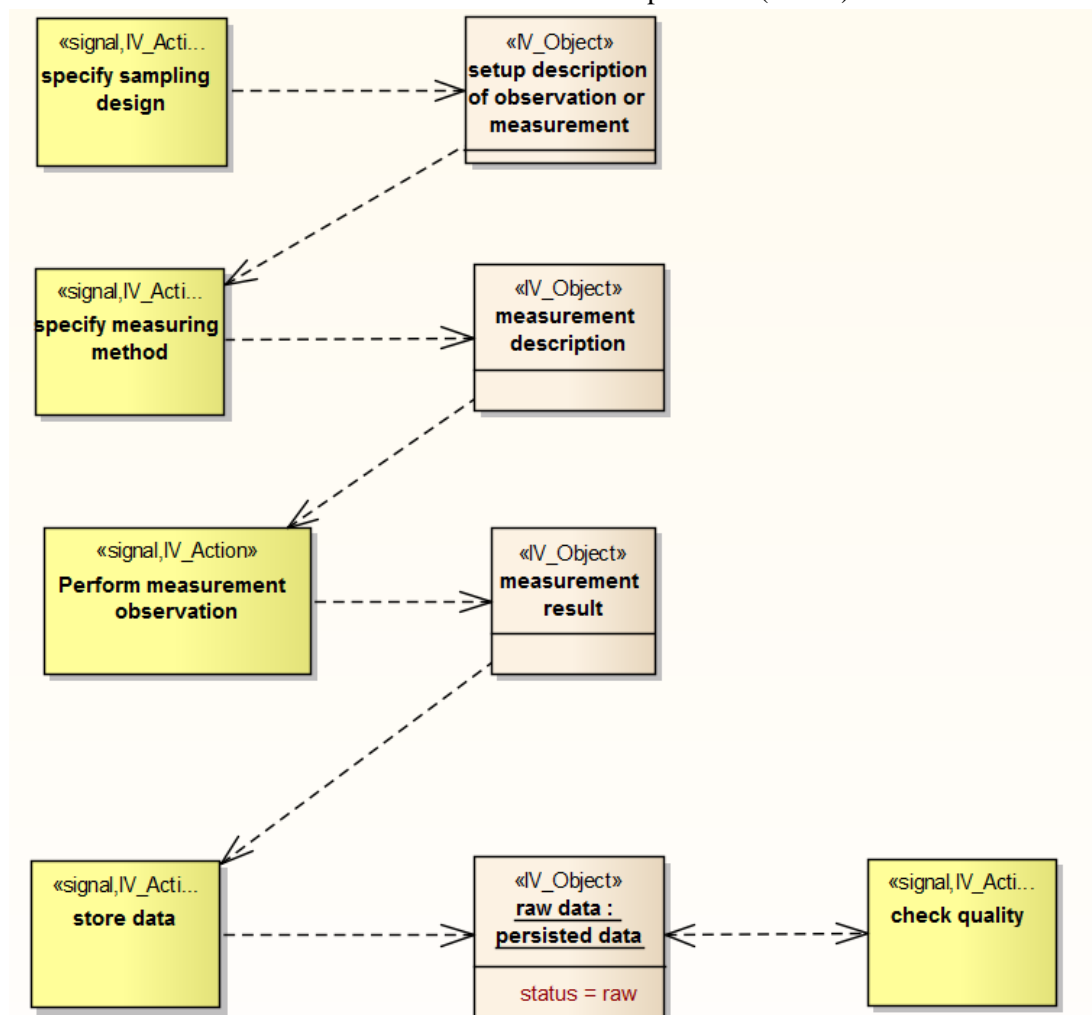 «signal,IV_Acti...
specify sampling
design
«IV_Object»
setup description
of observation or
measurement
«signal,IV_Acti...
specify measuring
method
«IV_Object»
measurement
description
«signal,IV_Action»
Perform measurement
observation
«IV_Object»
measurement
result
«signal,IV_Acti...
store data
«IV_Object»
raw data :
persisted data
status = raw
«signal,IV_Acti...
check quality